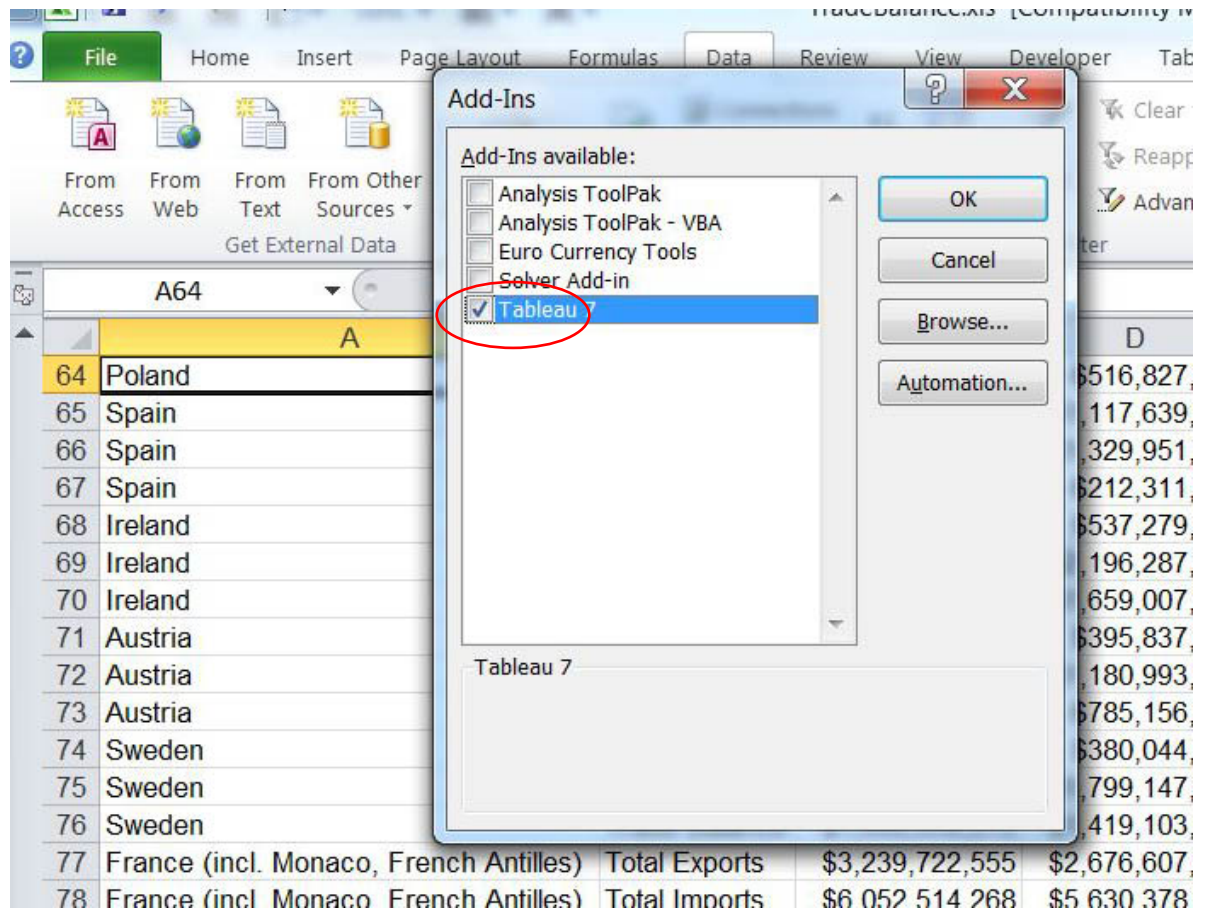 TradeBalance.xls [Compatibility M
File Home Insert Page Layout Formulas Data Review View Developer Tab
Add-Ins
Add-Ins available:
Analysis ToolPak
Analysis ToolPak - VBA
Euro Currency Tools
Solver Add-in
Tableau 7
OK
Cancel
Browse...
Automation...
Tableau 7
From Access
From Web
From Text
From Other Sources
Get External Data
Clear
Reapp
Advan
ter
A64
A D
64 Poland $516,827,
65 Spain ,117,639,
66 Spain ,329,951,
67 Spain $212,311,
68 Ireland $537,279,
69 Ireland ,196,287,
70 Ireland ,659,007,
71 Austria $395,837,
72 Austria ,180,993,
73 Austria $785,156,
74 Sweden $380,044,
75 Sweden ,799,147,
76 Sweden ,419,103,
77 France (incl. Monaco, French Antilles) Total Exports $3,239,722,555 $2,676,607,
78 France (incl. Monaco, French Antilles) Total Imports $6,052,514,268 $5,630,378